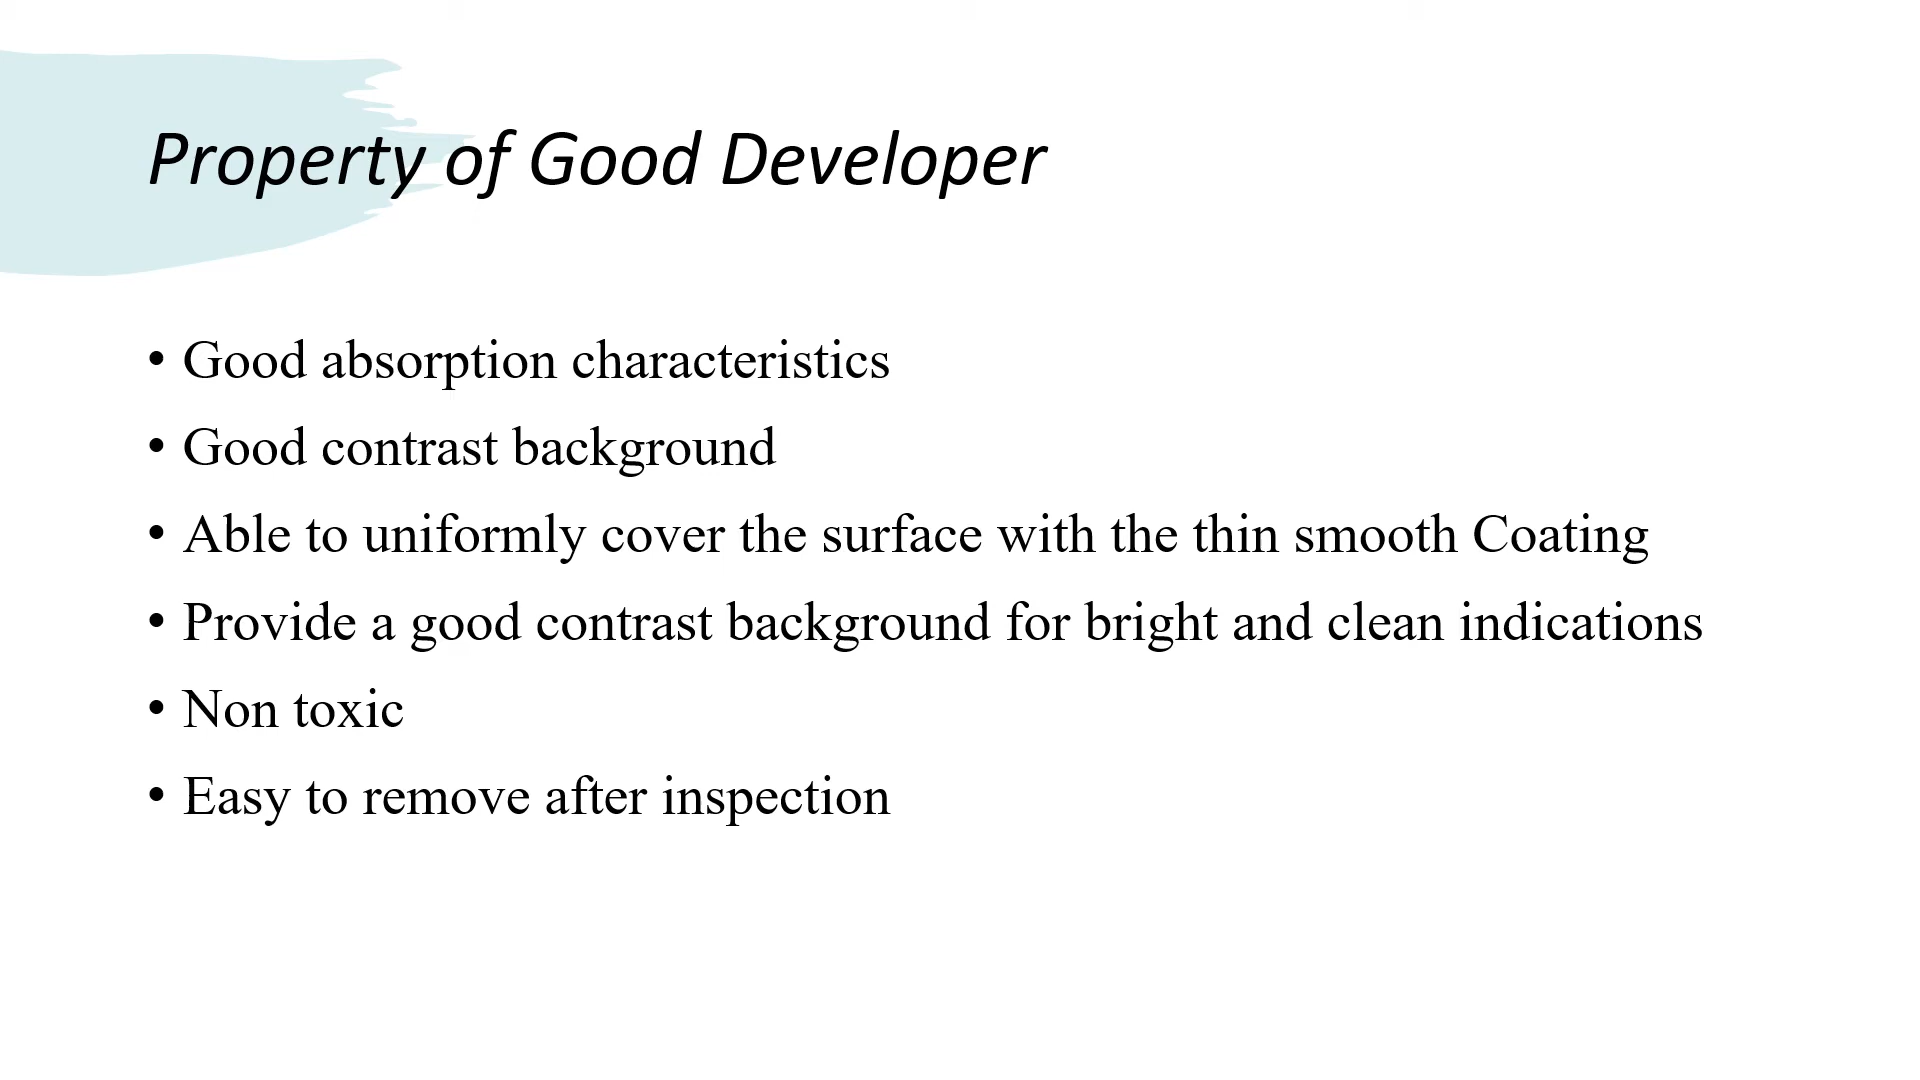 Property of Good Developer
• Good absorption characteristics
• Good contrast background
• Able to uniformly cover the surface with the thin smooth Coating
• Provide a good contrast background for bright and clean indications
• Non toxic
• Easy to remove after inspection